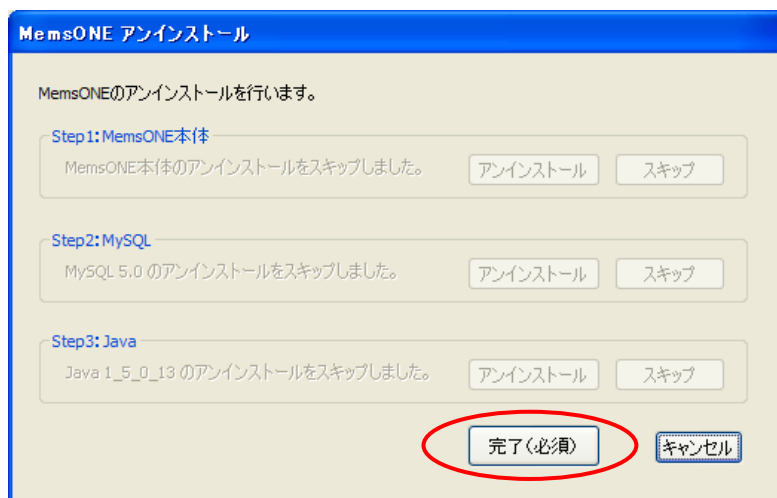 MemsONE アンインストール
MemsONEのアンインストールを行います。
Step1:MemsONE本体
MemsONE本体のアンインストールをスキップしました。 アンインストール スキップ
Step2:MySQL
MySQL 5.0 のアンインストールをスキップしました。 アンインストール スキップ
Step3:Java
Java 1_5_0_13 のアンインストールをスキップしました。 アンインストール スキップ
完了(必須) キャンセル